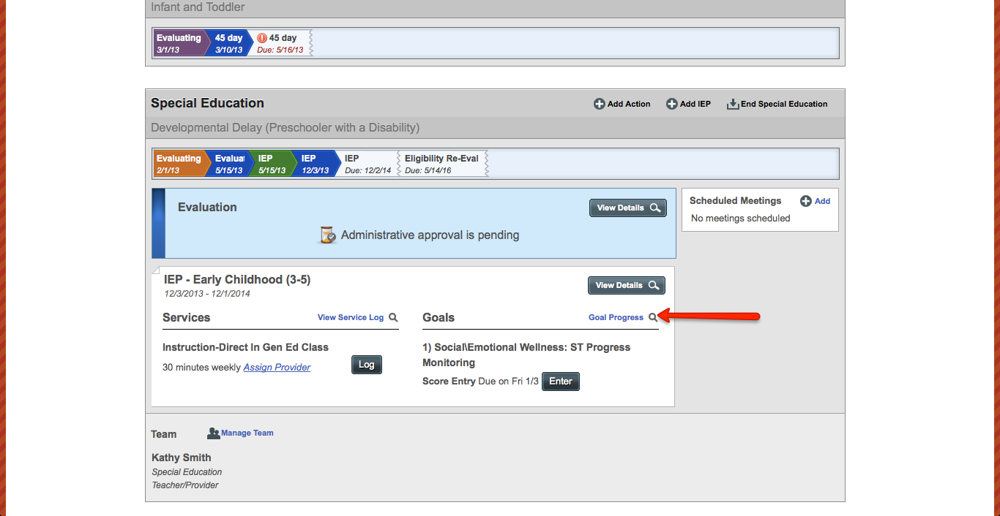 Infant and Toddler
Evaluating 45 day 45 day
3/1/13 3/10/13 Due: 5/16/13
Special Education Add Action Add IEP End Special Education
Developmental Delay (Preschooler with a Disability)
Evaluating Evaluat IEP IEP IEP Eligibility Re-Eval
2/1/13 5/15/13 5/15/13 12/3/13 Due: 12/2/14 Due: 5/14/16
Evaluation View Details
Administrative approval is pending
Scheduled Meetings Add
No meetings scheduled
IEP - Early Childhood (3-5) View Details
12/3/2013 - 12/1/2014
Services View Service Log
Instruction-Direct In Gen Ed Class
30 minutes weekly Assign Provider Log
Goals Goal Progress
1) Social\Emotional Wellness: ST Progress
Monitoring
Score Entry Due on Fri 1/3 Enter
Team Manage Team
Kathy Smith
Special Education
Teacher/Provider